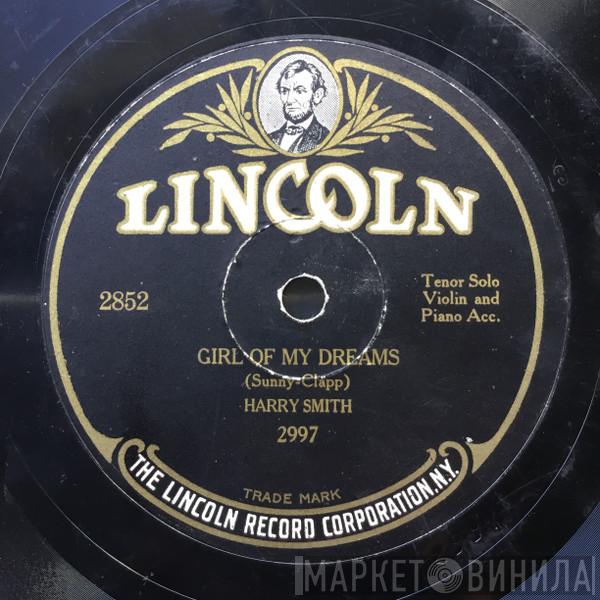 LINCOLN
2852
Tenor Solo
Violin and
Piano Acc.
GIRL OF MY DREAMS
(Sunny-Clapp)
HARRY SMITH
2997
TRADE MARK
THE LINCOLN RECORD CORPORATION, N.Y.
МАРКЕТ ВИНИЛА